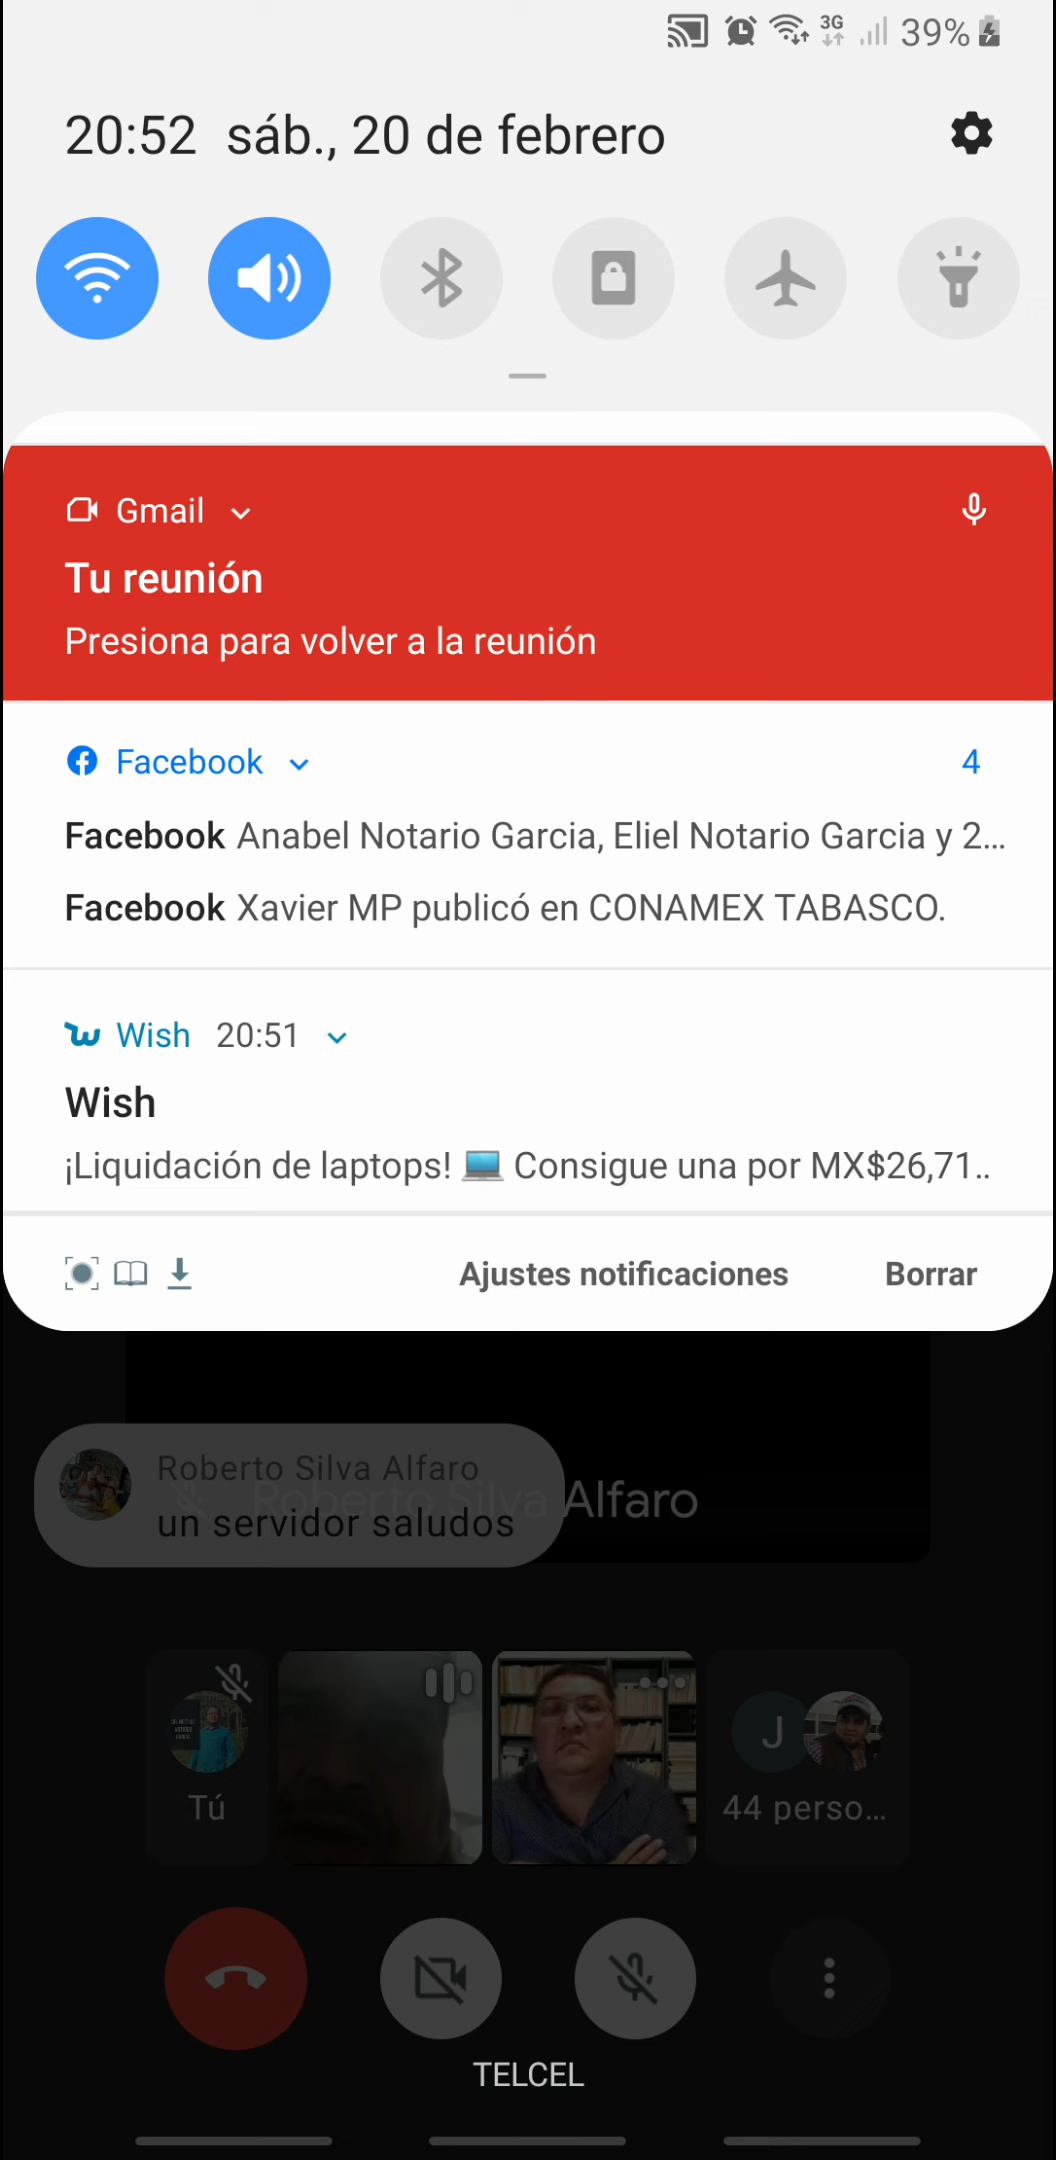 3G 39%
20:52 sáb., 20 de febrero
Gmail
Tu reunión
Presiona para volver a la reunión
Facebook 4
Facebook Anabel Notario Garcia, Eliel Notario Garcia y 2...
Facebook Xavier MP publicó en CONAMEX TABASCO.
Wish 20:51
Wish
¡Liquidación de laptops! 💻 Consigue una por MX$26,71..
Ajustes notificaciones Borrar
Roberto Silva Alfaro
Roberto Silva Alfaro
un servidor saludos
J
Tú
44 perso...
TELCEL